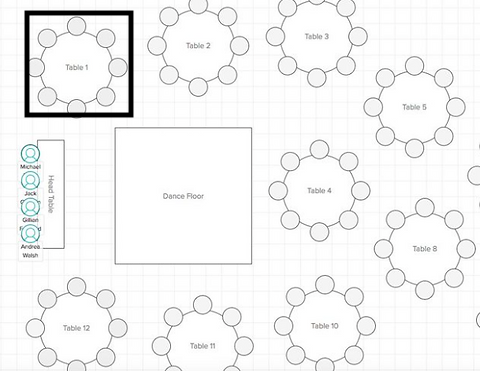 Table 1
Table 2
Table 3
Table 5
Michael
Jack
Gillian
Andrea
Walsh
Head Table
Dance Floor
Table 4
Table 8
Table 12
Table 11
Table 10